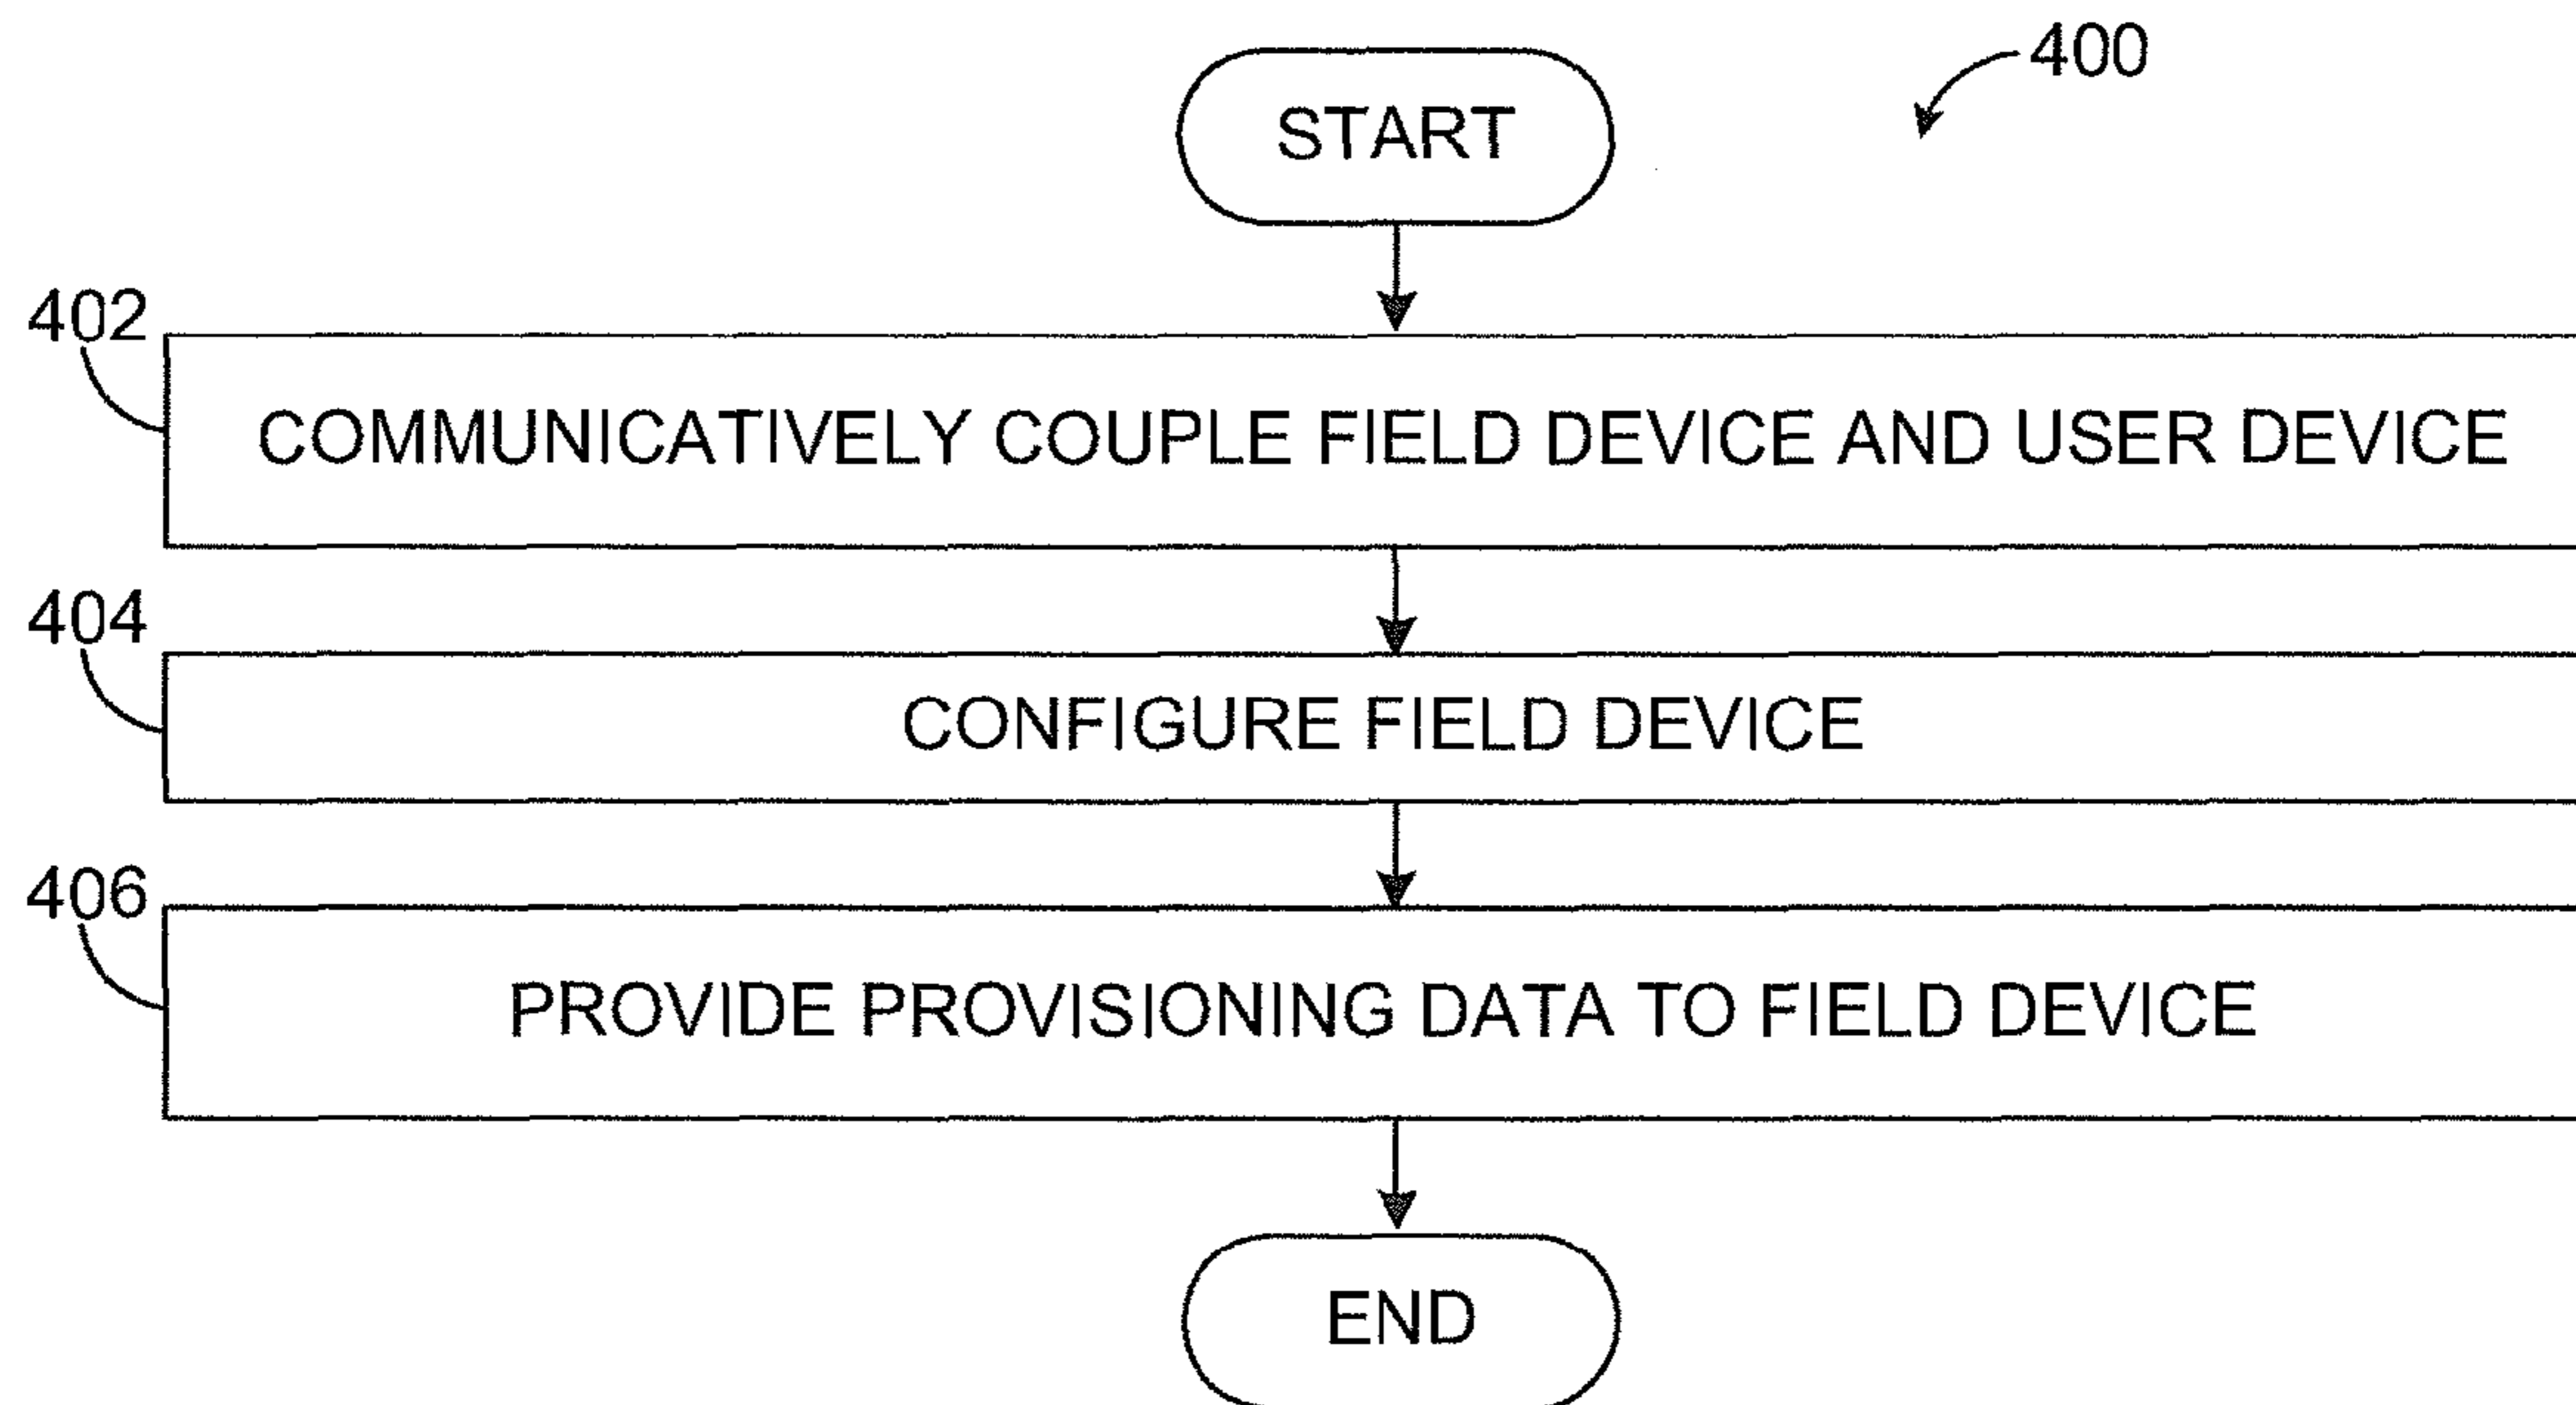 400
START
402
COMMUNICATIVELY COUPLE FIELD DEVICE AND USER DEVICE
404
CONFIGURE FIELD DEVICE
406
PROVIDE PROVISIONING DATA TO FIELD DEVICE
END